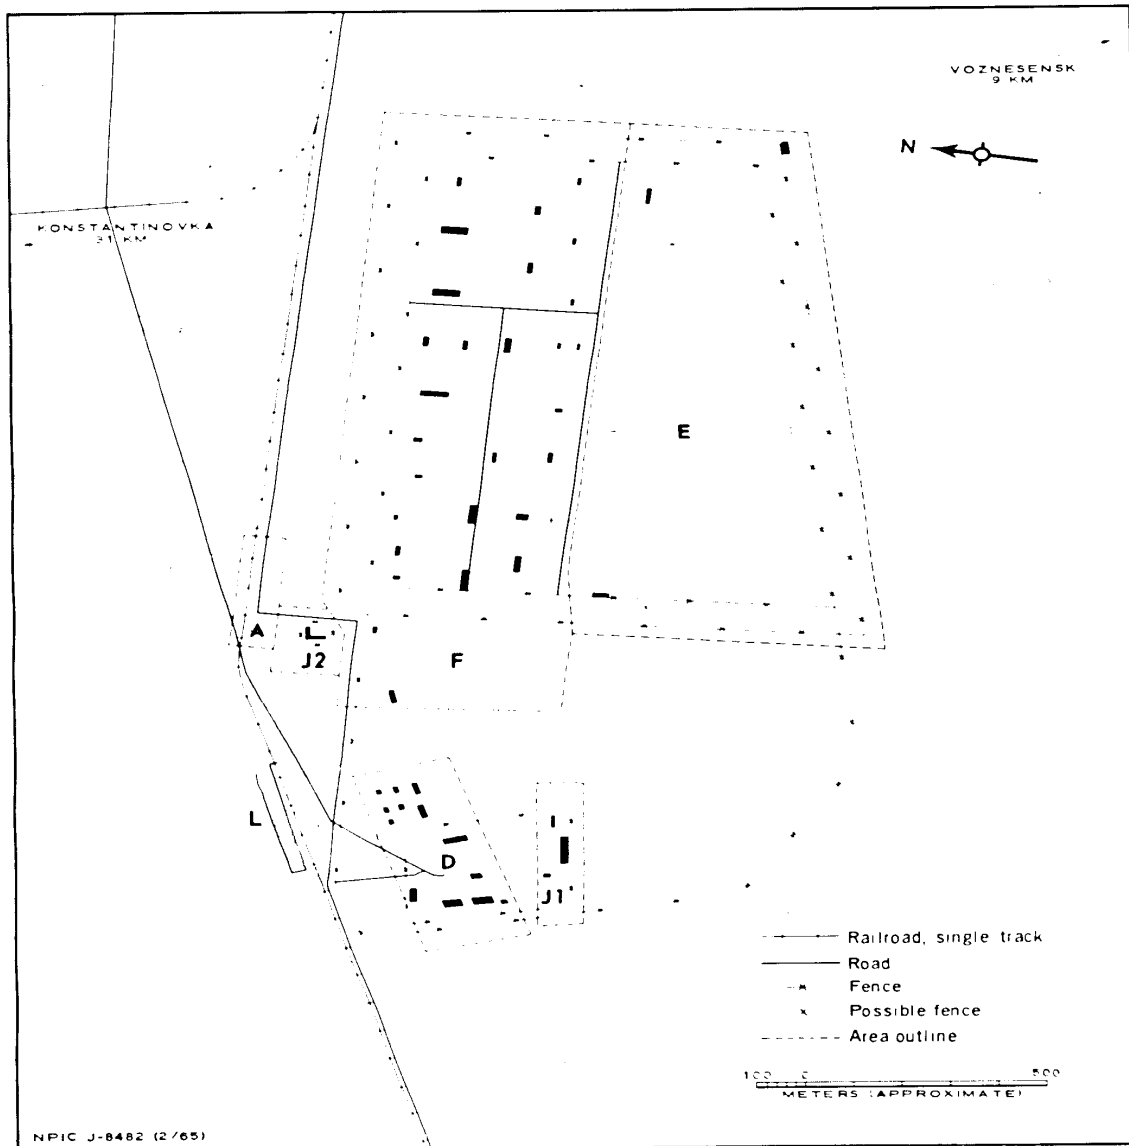 VOZNESENSK
9 KM
N
KONSTANTINOVKA
31 KM
E
A
J2
F
L
D
J1
Railroad, single track
Road
Fence
Possible fence
Area outline
100 0 500
METERS (APPROXIMATE)
NPIC J-8482 (2/65)